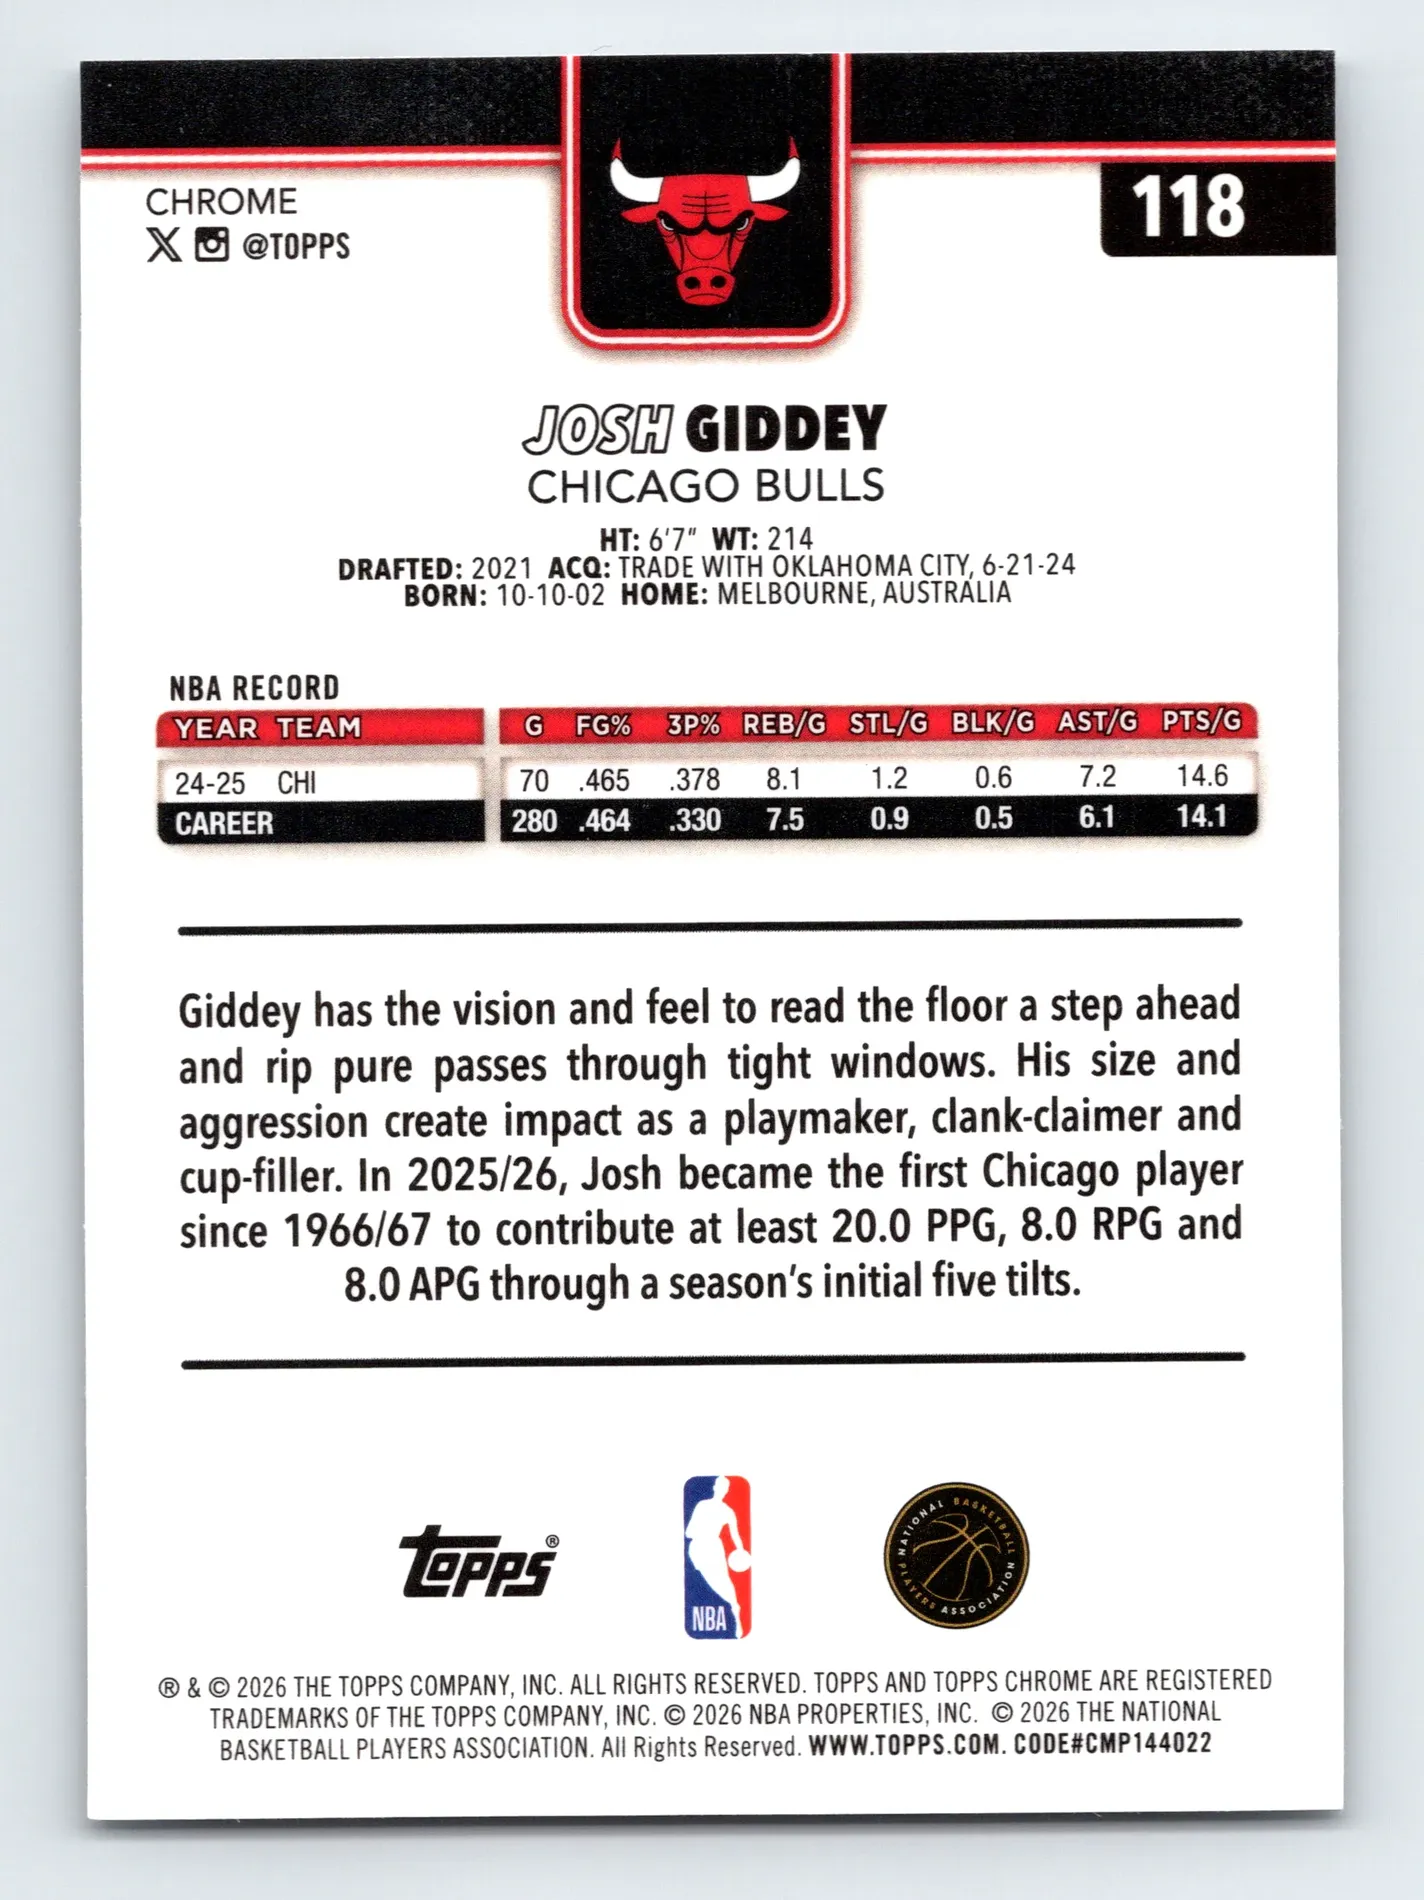 CHROME
X @TOPPS
118
JOSH GIDDEY
CHICAGO BULLS
HT: 6'7" WT: 214
DRAFTED: 2021 ACQ: TRADE WITH OKLAHOMA CITY, 6-21-24
BORN: 10-10-02 HOME: MELBOURNE, AUSTRALIA
NBA RECORD
YEAR TEAM G FG% 3P% REB/G STL/G BLK/G AST/G PTS/G
24-25 CHI 70 .465 .378 8.1 1.2 0.6 7.2 14.6
CAREER 280 .464 .330 7.5 0.9 0.5 6.1 14.1
Giddey has the vision and feel to read the floor a step ahead
and rip pure passes through tight windows. His size and
aggression create impact as a playmaker, clank-claimer and
cup-filler. In 2025/26, Josh became the first Chicago player
since 1966/67 to contribute at least 20.0 PPG, 8.0 RPG and
8.0 APG through a season's initial five tilts.
Topps®
NBA
NATIONAL BASKETBALL PLAYERS ASSOCIATION
® & © 2026 THE TOPPS COMPANY, INC. ALL RIGHTS RESERVED. TOPPS AND TOPPS CHROME ARE REGISTERED
TRADEMARKS OF THE TOPPS COMPANY, INC. © 2026 NBA PROPERTIES, INC. © 2026 THE NATIONAL
BASKETBALL PLAYERS ASSOCIATION. All Rights Reserved. WWW.TOPPS.COM. CODE#CMP144022